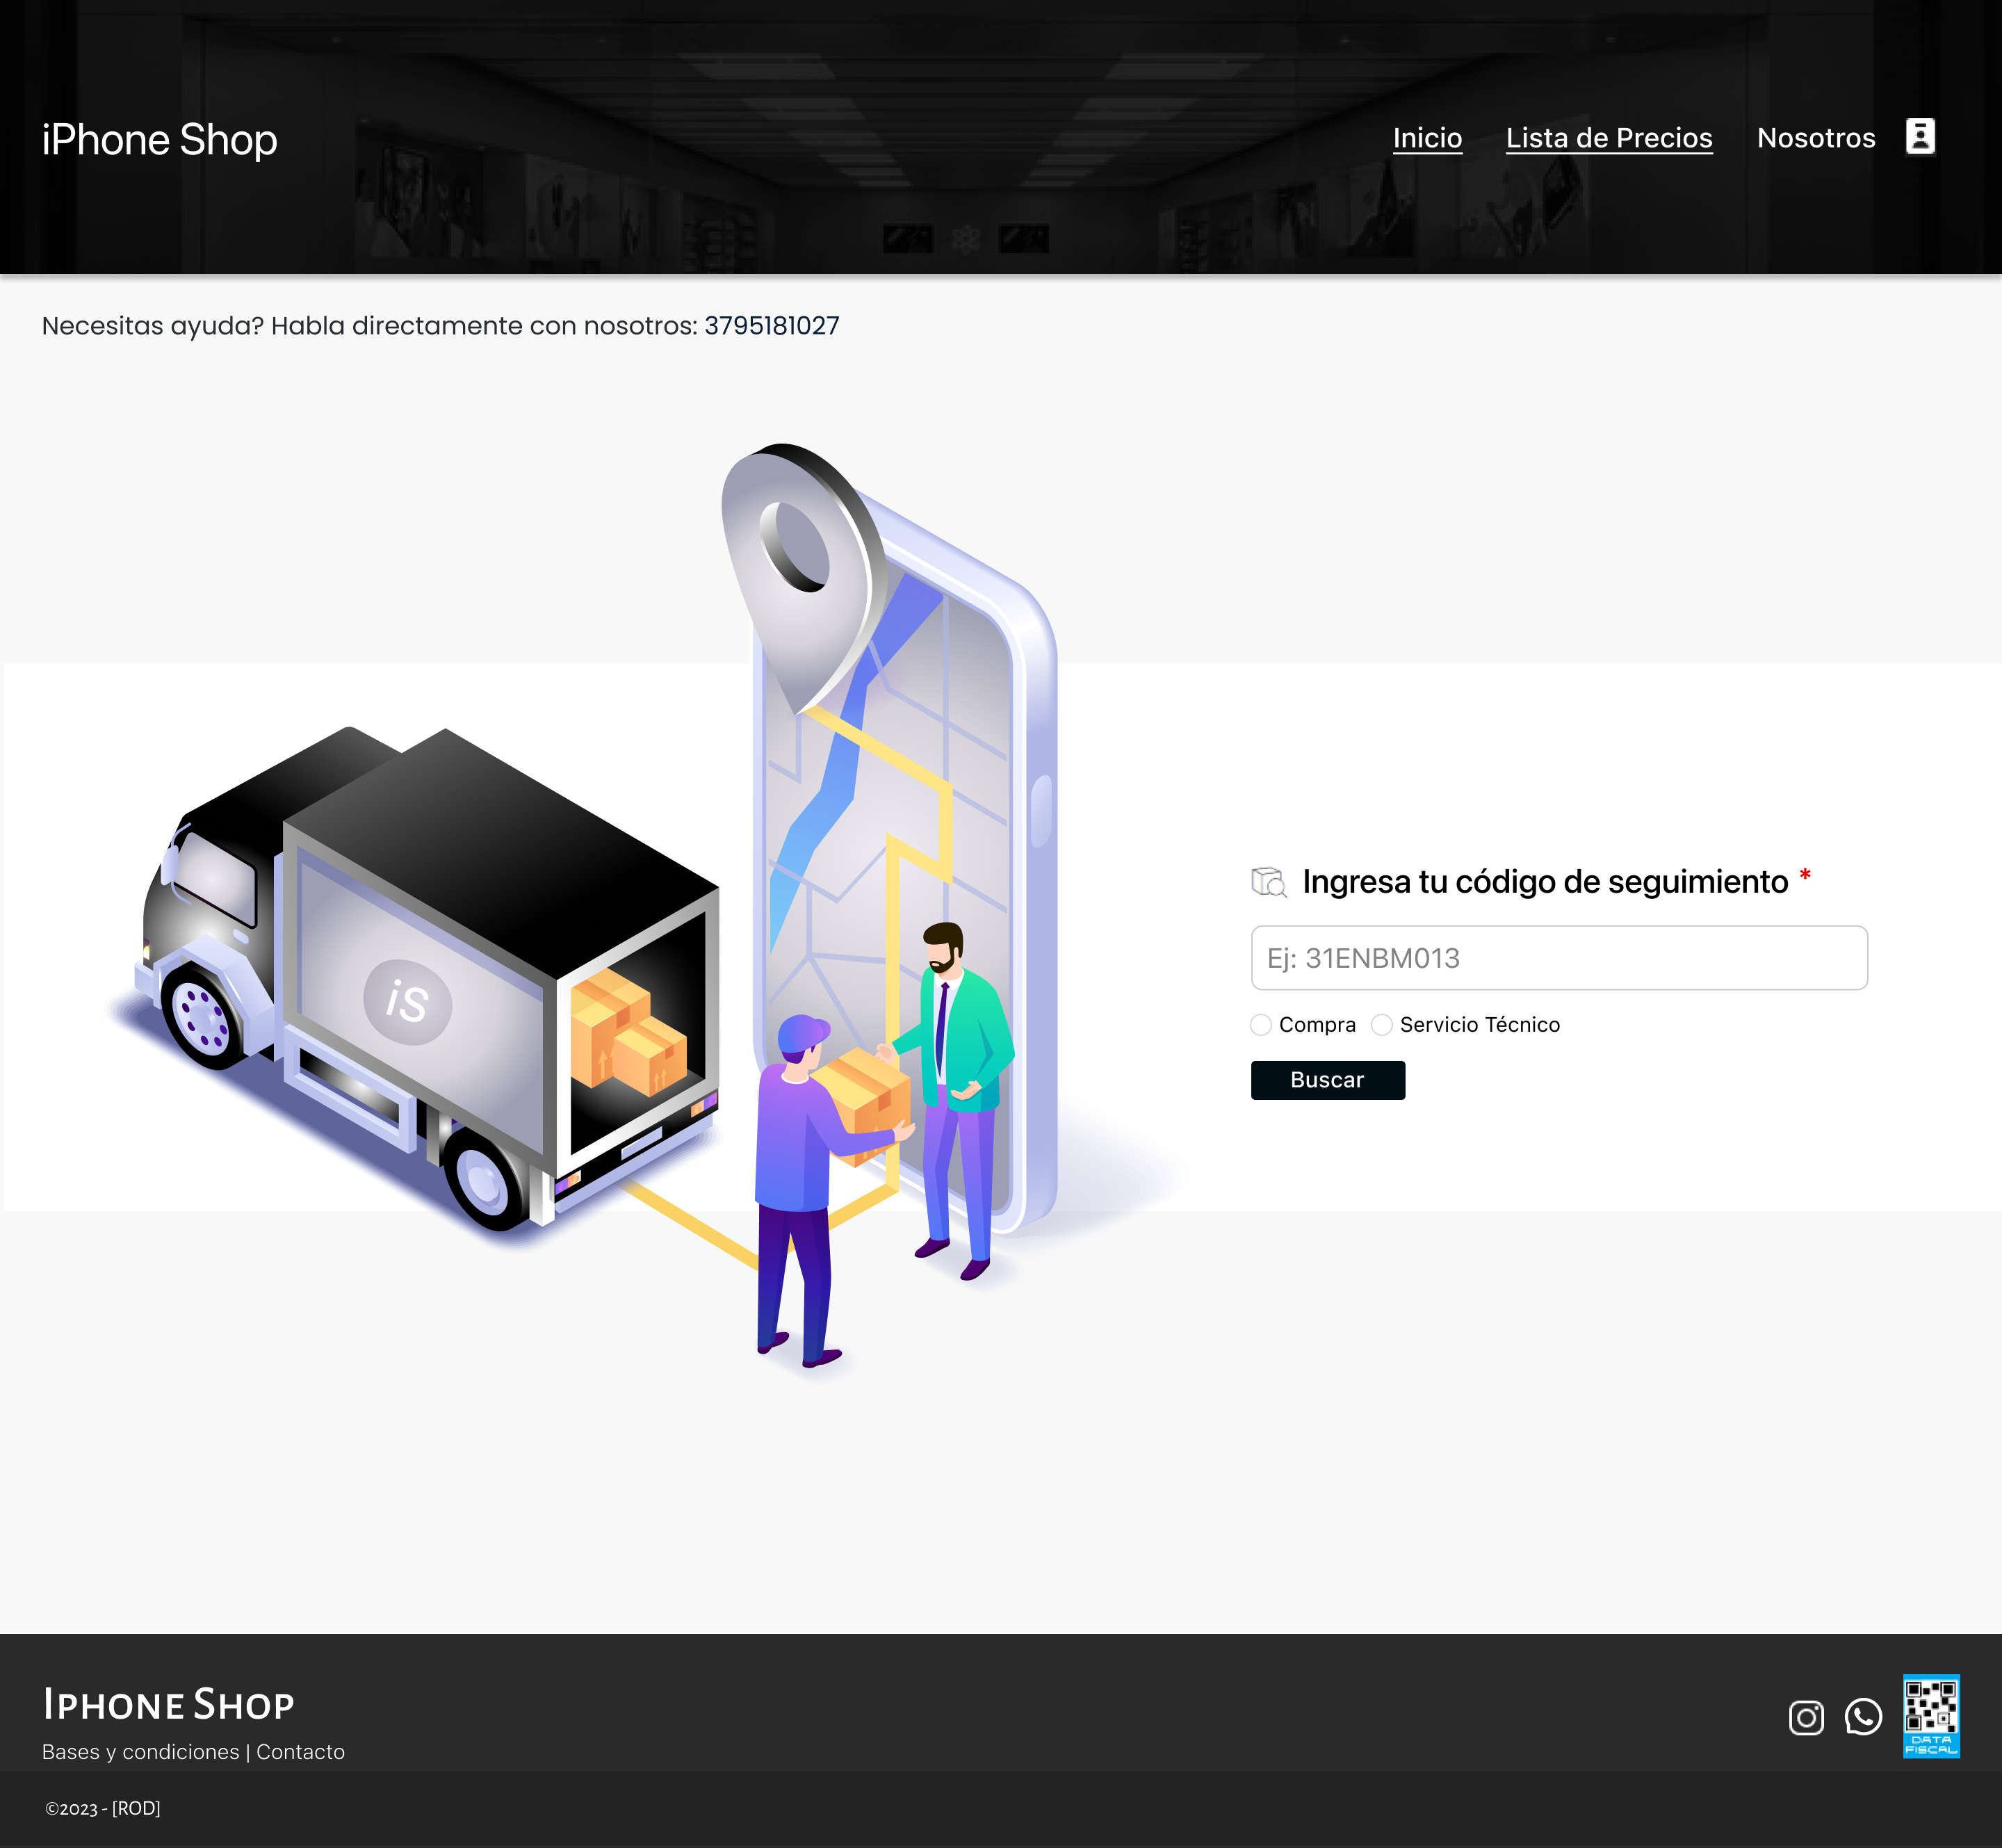 iPhone Shop
Inicio Lista de Precios Nosotros
Necesitas ayuda? Habla directamente con nosotros: 3795181027
iS
Ingresa tu código de seguimiento *
Ej: 31ENBM013
Compra Servicio Técnico
Buscar
Iphone Shop
Bases y condiciones | Contacto
DATA
FISCAL
©2023 - [ROD]